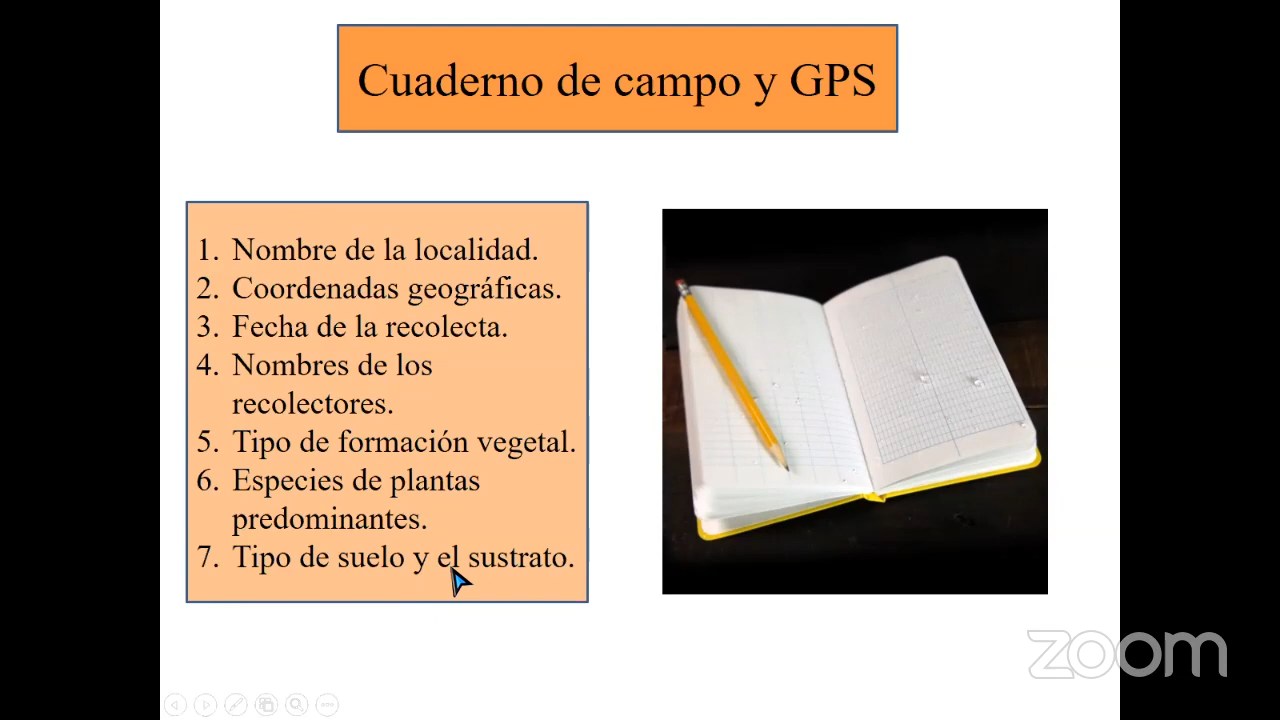 Cuaderno de campo y GPS
1. Nombre de la localidad.
2. Coordenadas geográficas.
3. Fecha de la recolecta.
4. Nombres de los
recolectores.
5. Tipo de formación vegetal.
6. Especies de plantas
predominantes.
7. Tipo de suelo y el sustrato.
zoom